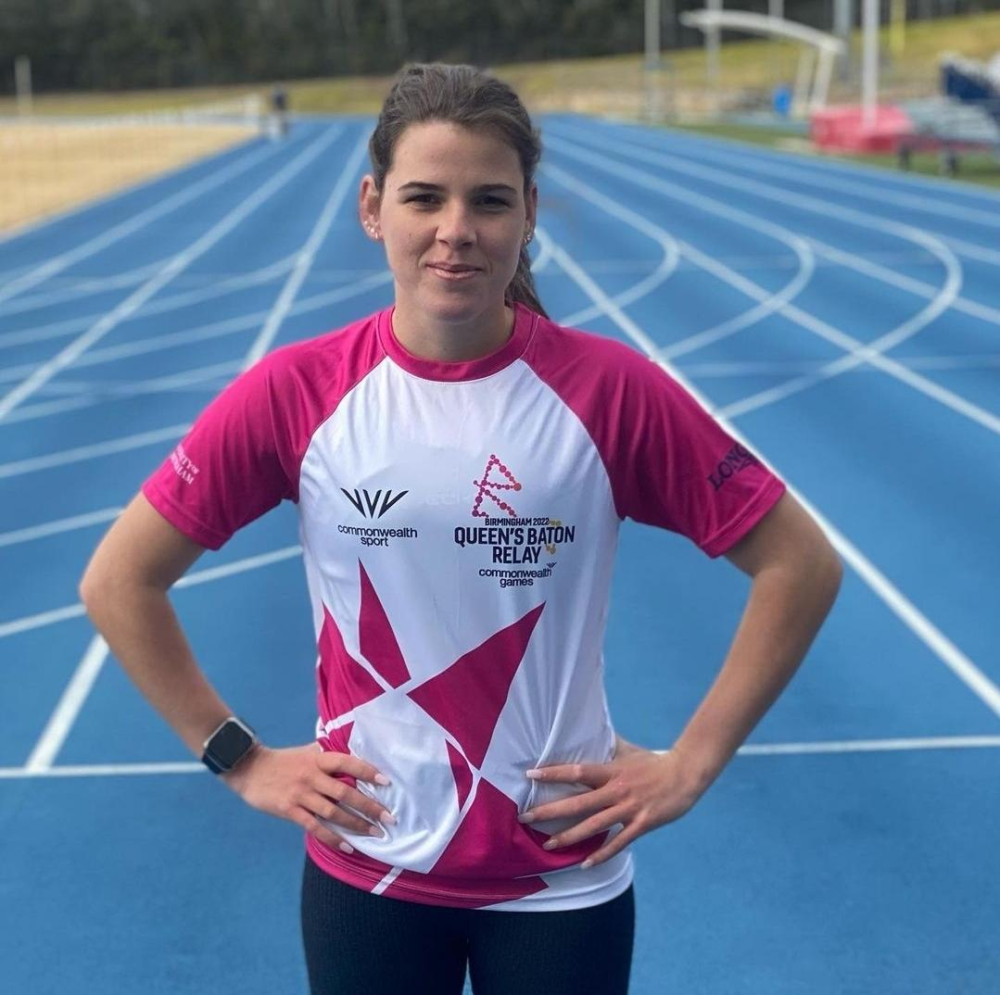 commonwealth
sport
BIRMINGHAM 2022
QUEEN'S BATON
RELAY
commonwealth
games